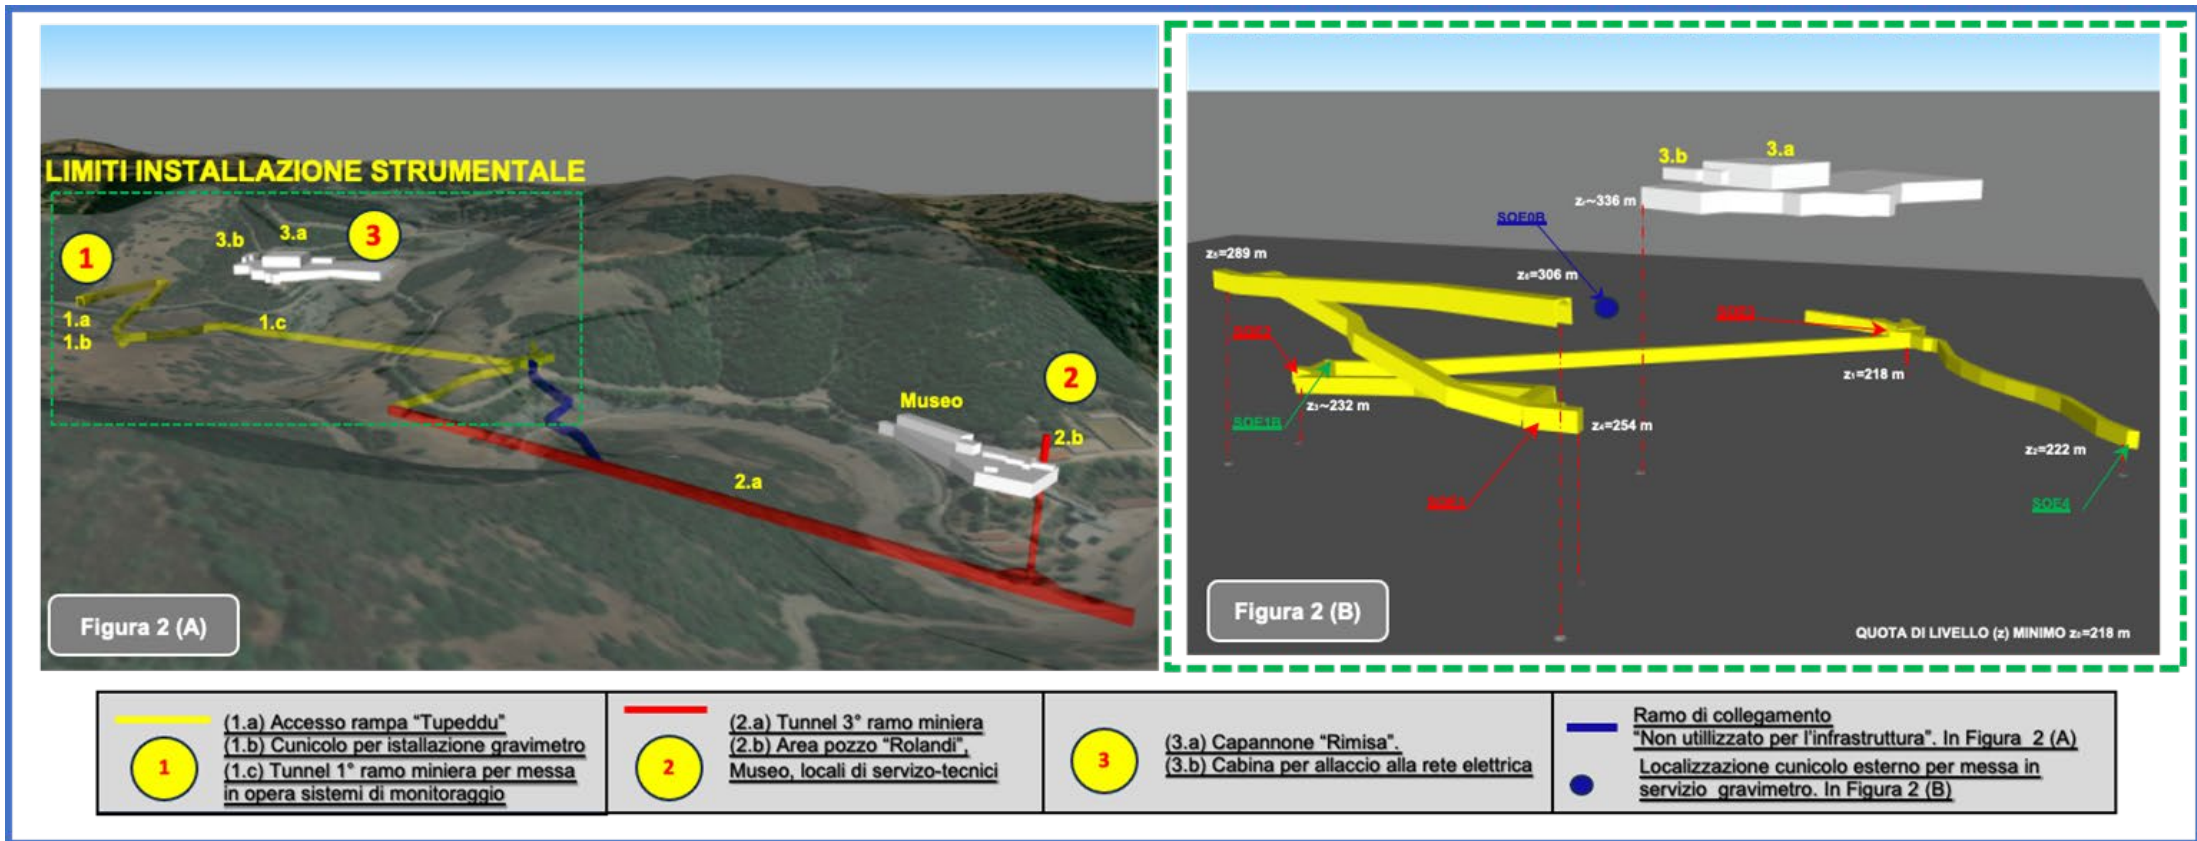 LIMITI INSTALLAZIONE STRUMENTALE
1
3.b
3.a
3
1.a
1.b
1.c
Museo
2
2.b
2.a
Figura 2 (A)
3.b
3.a
z₇~336 m
SOE0B
z₅=289 m
z₆=306 m
SOE3
SOE2
z₁=218 m
z₃~232 m
SOE1B
z₄=254 m
z₂=222 m
SOE1
SOE4
Figura 2 (B)
QUOTA DI LIVELLO (z) MINIMO z₀=218 m
1
(1.a) Accesso rampa “Tupeddu”
(1.b) Cunicolo per istallazione gravimetro
(1.c) Tunnel 1° ramo miniera per messa
in opera sistemi di monitoraggio
2
(2.a) Tunnel 3° ramo miniera
(2.b) Area pozzo “Rolandi”,
Museo, locali di servizo-tecnici
3
(3.a) Capannone “Rimisa”.
(3.b) Cabina per allaccio alla rete elettrica
Ramo di collegamento
“Non utillizzato per l’infrastruttura”. In Figura 2 (A)
Localizzazione cunicolo esterno per messa in
servizio gravimetro. In Figura 2 (B)